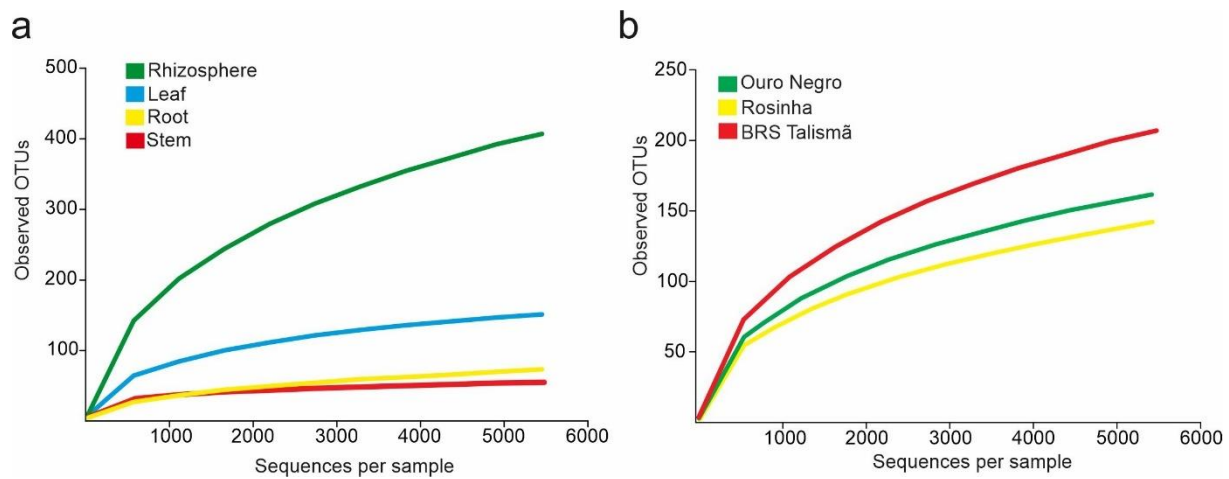 a
500
400
300
200
100
Observed OTUs
Rhizosphere
Leaf
Root
Stem
1000 2000 3000 4000 5000 6000
Sequences per sample
b
250
200
150
100
50
Observed OTUs
Ouro Negro
Rosinha
BRS Talismã
1000 2000 3000 4000 5000 6000
Sequences per sample